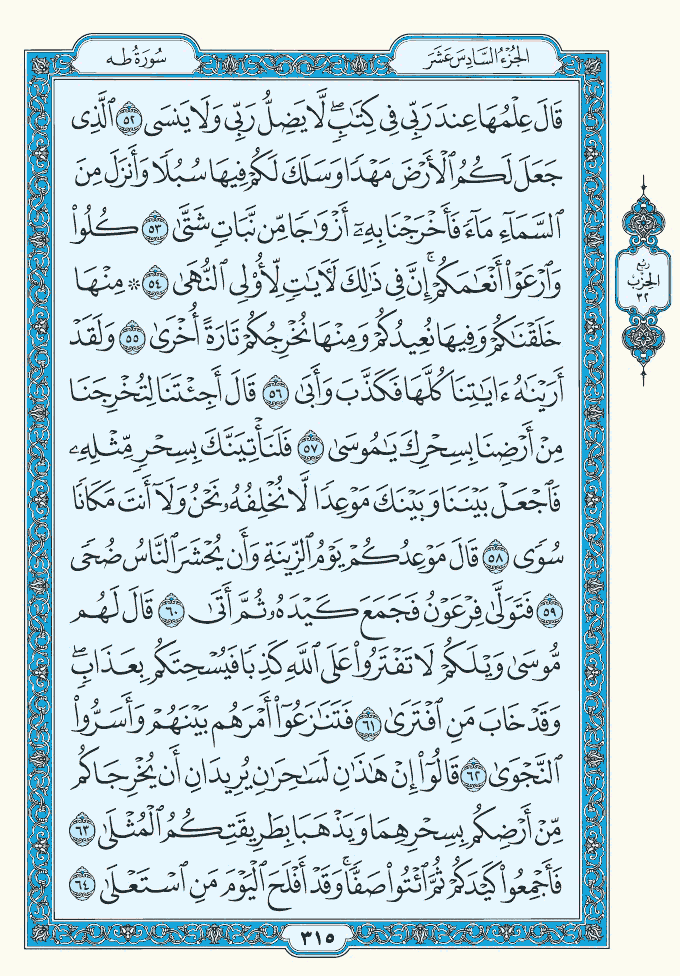 سُورَةُ طه
الجُزْءُ السَّادِسَ عَشَرَ
قَالَ عِلْمُهَا عِندَ رَبِّي فِي كِتَٰبٍۖ لَّا يَضِلُّ رَبِّي وَلَا يَنسَى ٥٢ ٱلَّذِي
جَعَلَ لَكُمُ ٱلْأَرْضَ مَهْدًا وَسَلَكَ لَكُمْ فِيهَا سُبُلًا وَأَنزَلَ مِنَ
ٱلسَّمَآءِ مَآءً فَأَخْرَجْنَا بِهِۦٓ أَزْوَٰجًا مِّن نَّبَاتٍ شَتَّىٰ ٥٣ كُلُوا۟
وَٱرْعَوْا۟ أَنْعَٰمَكُمْۗ إِنَّ فِي ذَٰلِكَ لَءَايَٰتٍ لِّأُو۟لِي ٱلنُّهَىٰ ٥٤ ۞ مِنْهَا
خَلَقْنَٰكُمْ وَفِيهَا نُعِيدُكُمْ وَمِنْهَا نُخْرِجُكُمْ تَارَةً أُخْرَىٰ ٥٥ وَلَقَدْ
أَرَيْنَٰهُ ءَايَٰتِنَا كُلَّهَا فَكَذَّبَ وَأَبَىٰ ٥٦ قَالَ أَجِئْتَنَا لِتُخْرِجَنَا
مِنْ أَرْضِنَا بِسِحْرِكَ يَٰمُوسَىٰ ٥٧ فَلَنَأْتِيَنَّكَ بِسِحْرٍ مِّثْلِهِۦ
فَٱجْعَلْ بَيْنَنَا وَبَيْنَكَ مَوْعِدًا لَّا نُخْلِفُهُۥ نَحْنُ وَلَآ أَنتَ مَكَانًا
سُوًى ٥٨ قَالَ مَوْعِدُكُمْ يَوْمُ ٱلزِّينَةِ وَأَن يُحْشَرَ ٱلنَّاسُ ضُحًى
٥٩ فَتَوَلَّىٰ فِرْعَوْنُ فَجَمَعَ كَيْدَهُۥ ثُمَّ أَتَىٰ ٦٠ قَالَ لَهُم
مُّوسَىٰ وَيْلَكُمْ لَا تَفْتَرُوا۟ عَلَى ٱللَّهِ كَذِبًا فَيُسْحِتَكُم بِعَذَابٍۖ
وَقَدْ خَابَ مَنِ ٱفْتَرَىٰ ٦١ فَتَنَٰزَعُوٓا۟ أَمْرَهُم بَيْنَهُمْ وَأَسَرُّوا۟
ٱلنَّجْوَىٰ ٦٢ قَالُوٓا۟ إِنْ هَٰذَٰنِ لَسَٰحِرَٰنِ يُرِيدَانِ أَن يُخْرِجَاكُم
مِّنْ أَرْضِكُم بِسِحْرِهِمَا وَيَذْهَبَا بِطَرِيقَتِكُمُ ٱلْمُثْلَىٰ ٦٣
فَأَجْمِعُوا۟ كَيْدَكُمْ ثُمَّ ٱئْتُوا۟ صَفًّاۚ وَقَدْ أَفْلَحَ ٱلْيَوْمَ مَنِ ٱسْتَعْلَىٰ ٦٤
ربع
الحزب
٣٢
٣١٥